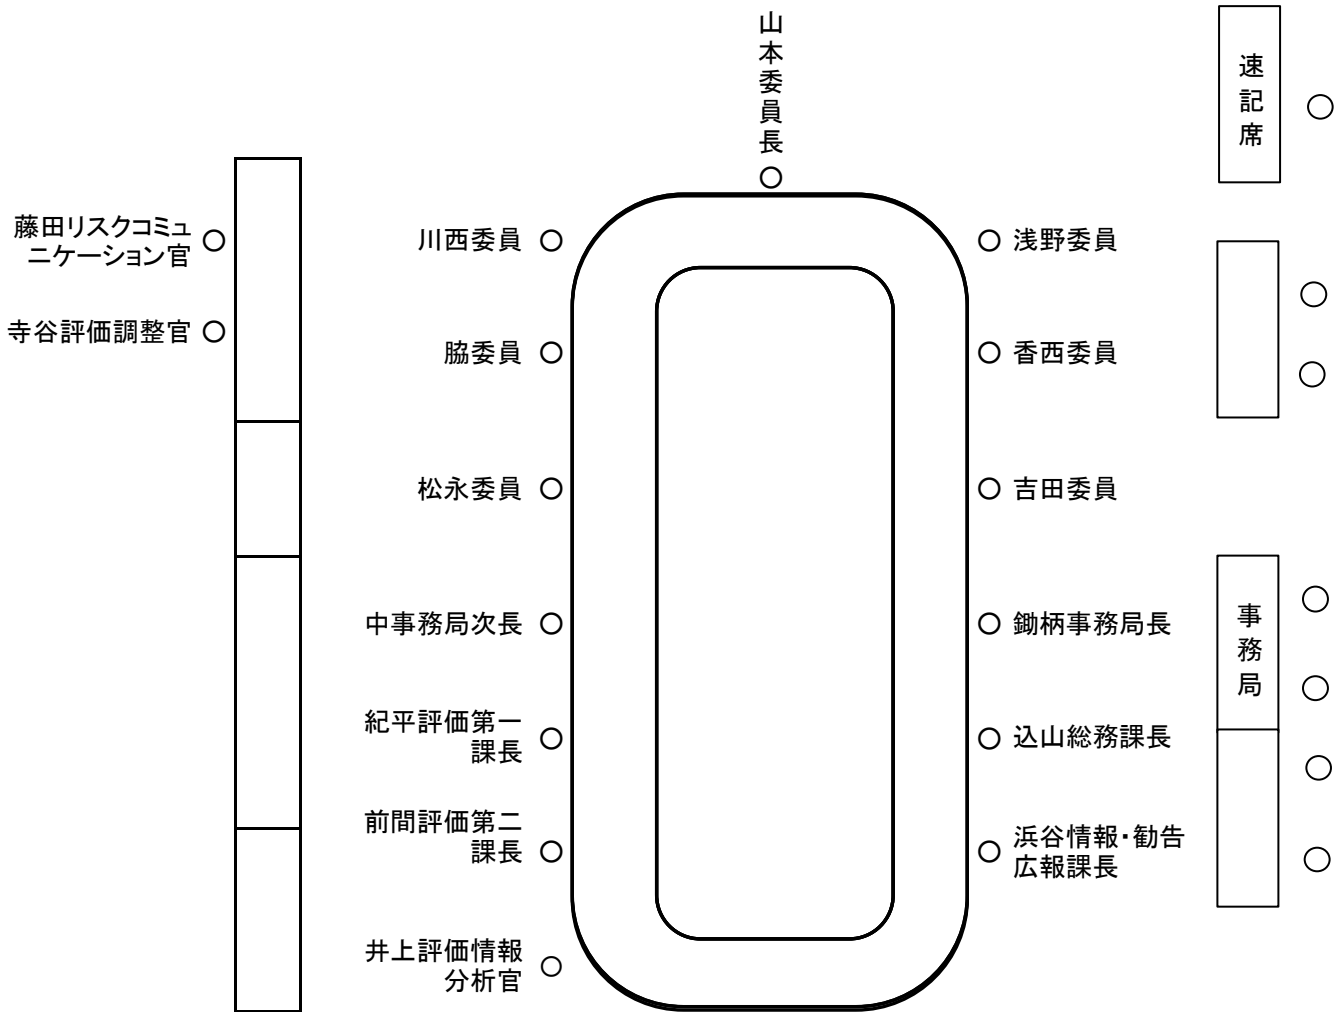 山本委員長
速記席
藤田リスクコミュ
ニケーション官
川西委員
浅野委員
寺谷評価調整官
脇委員
香西委員
松永委員
吉田委員
中事務局次長
鋤柄事務局長
事務局
紀平評価第一
課長
込山総務課長
前間評価第二
課長
浜谷情報・勧告
広報課長
井上評価情報
分析官